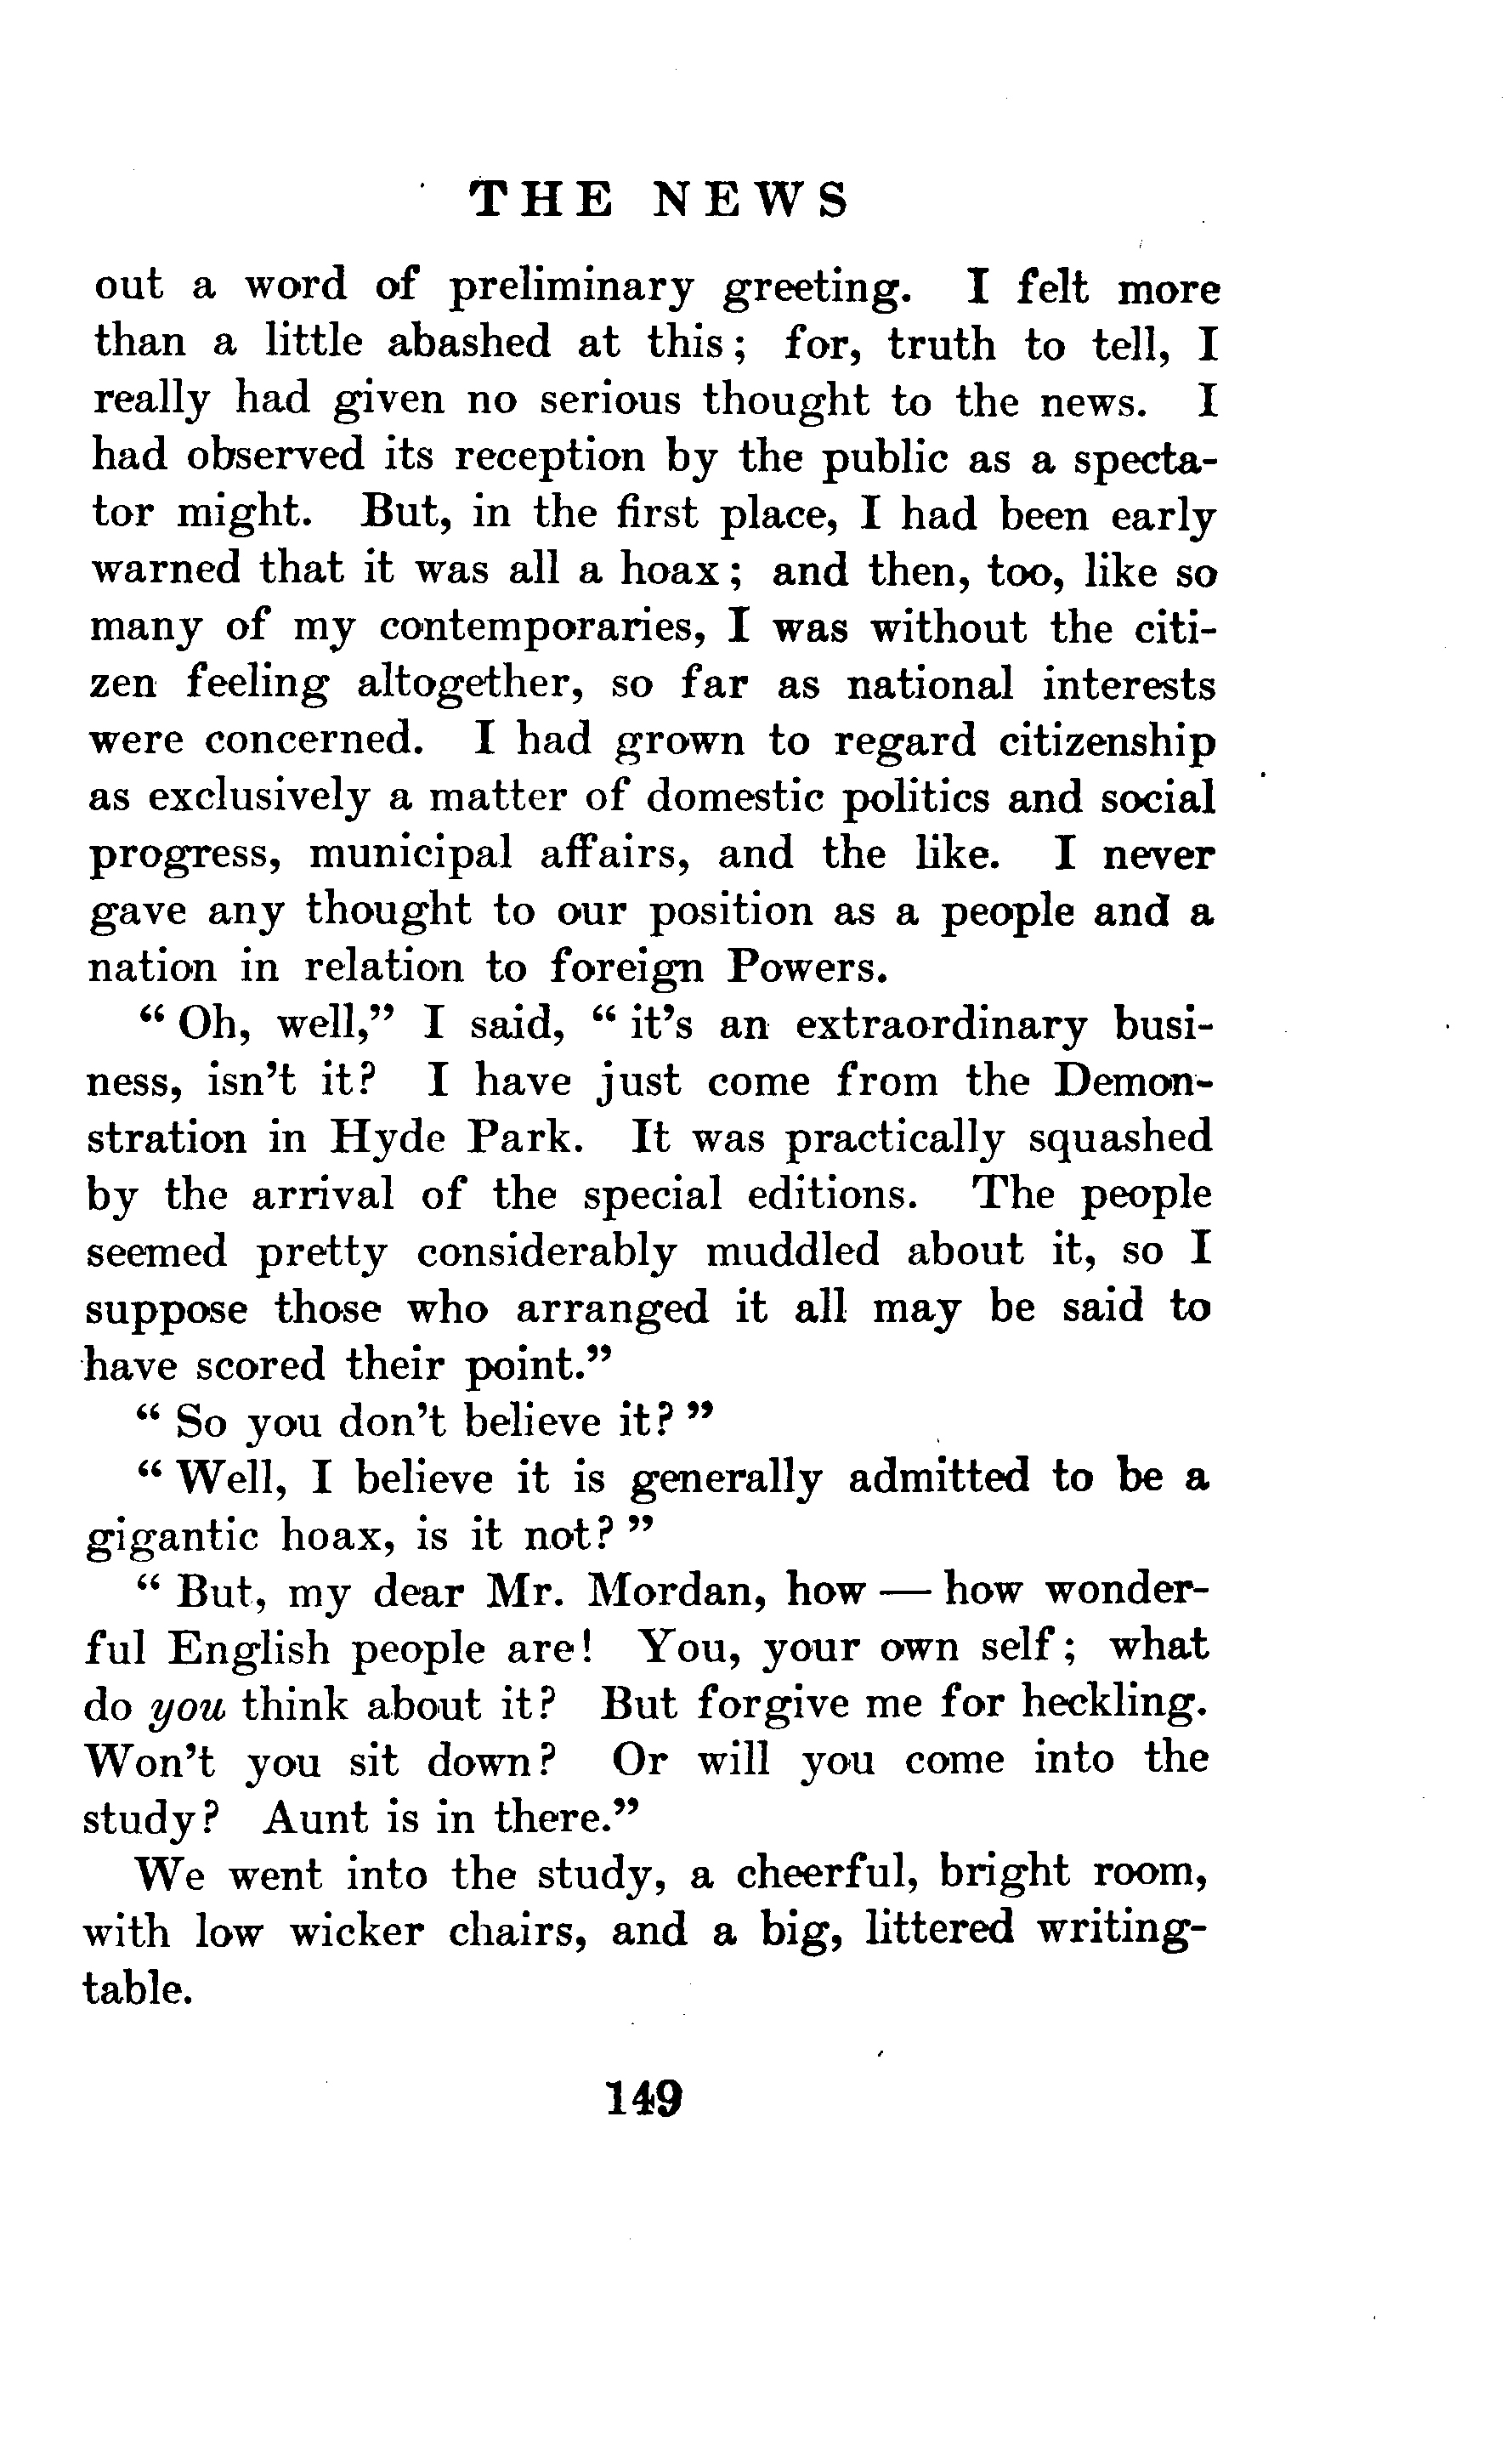 THE NEWS
out a word of preliminary greeting. I felt more
than a little abashed at this; for, truth to tell, I
really had given no serious thought to the news. I
had observed its reception by the public as a specta-
tor might. But, in the first place, I had been early
warned that it was all a hoax; and then, too, like so
many of my contemporaries, I was without the citi-
zen feeling altogether, so far as national interests
were concerned. I had grown to regard citizenship
as exclusively a matter of domestic politics and social
progress, municipal affairs, and the like. I never
gave any thought to our position as a people and a
nation in relation to foreign Powers.
“ Oh, well,” I said, “ it’s an extraordinary busi-
ness, isn’t it? I have just come from the Demon-
stration in Hyde Park. It was practically squashed
by the arrival of the special editions. The people
seemed pretty considerably muddled about it, so I
suppose those who arranged it all may be said to
have scored their point.”
“ So you don’t believe it? ”
“ Well, I believe it is generally admitted to be a
gigantic hoax, is it not? ”
“ But, my dear Mr. Mordan, how — how wonder-
ful English people are! You, your own self; what
do you think about it? But forgive me for heckling.
Won’t you sit down? Or will you come into the
study? Aunt is in there.”
We went into the study, a cheerful, bright room,
with low wicker chairs, and a big, littered writing-
table.
149